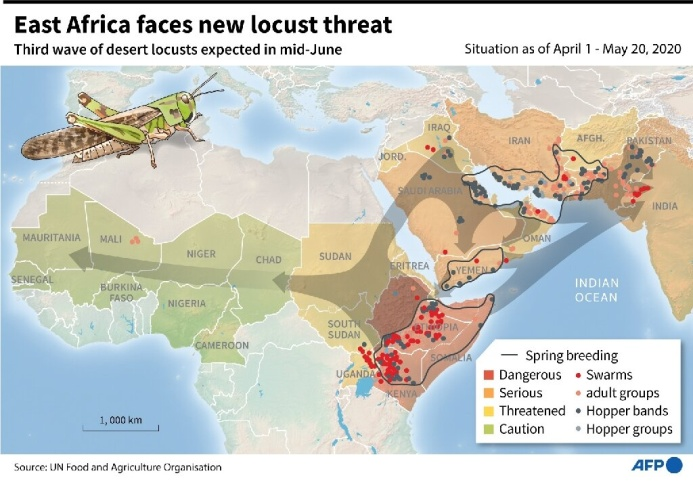 East Africa faces new locust threat
Third wave of desert locusts expected in mid-June
Situation as of April 1 - May 20, 2020
IRAQ
IRAN
AFGH.
PAKISTAN
JORD.
SAUDI ARABIA
INDIA
MAURITANIA
MALI
NIGER
CHAD
SUDAN
ERITREA
OMAN
YEMEN
SENEGAL
BURKINA
FASO
NIGERIA
CAMEROON
SOUTH
SUDAN
ETHIOPIA
SOMALIA
UGANDA
KENYA
INDIAN
OCEAN
1, 000 km
Spring breeding
Dangerous
Swarms
Serious
adult groups
Threatened
Hopper bands
Caution
Hopper groups
Source: UN Food and Agriculture Organisation
AFP